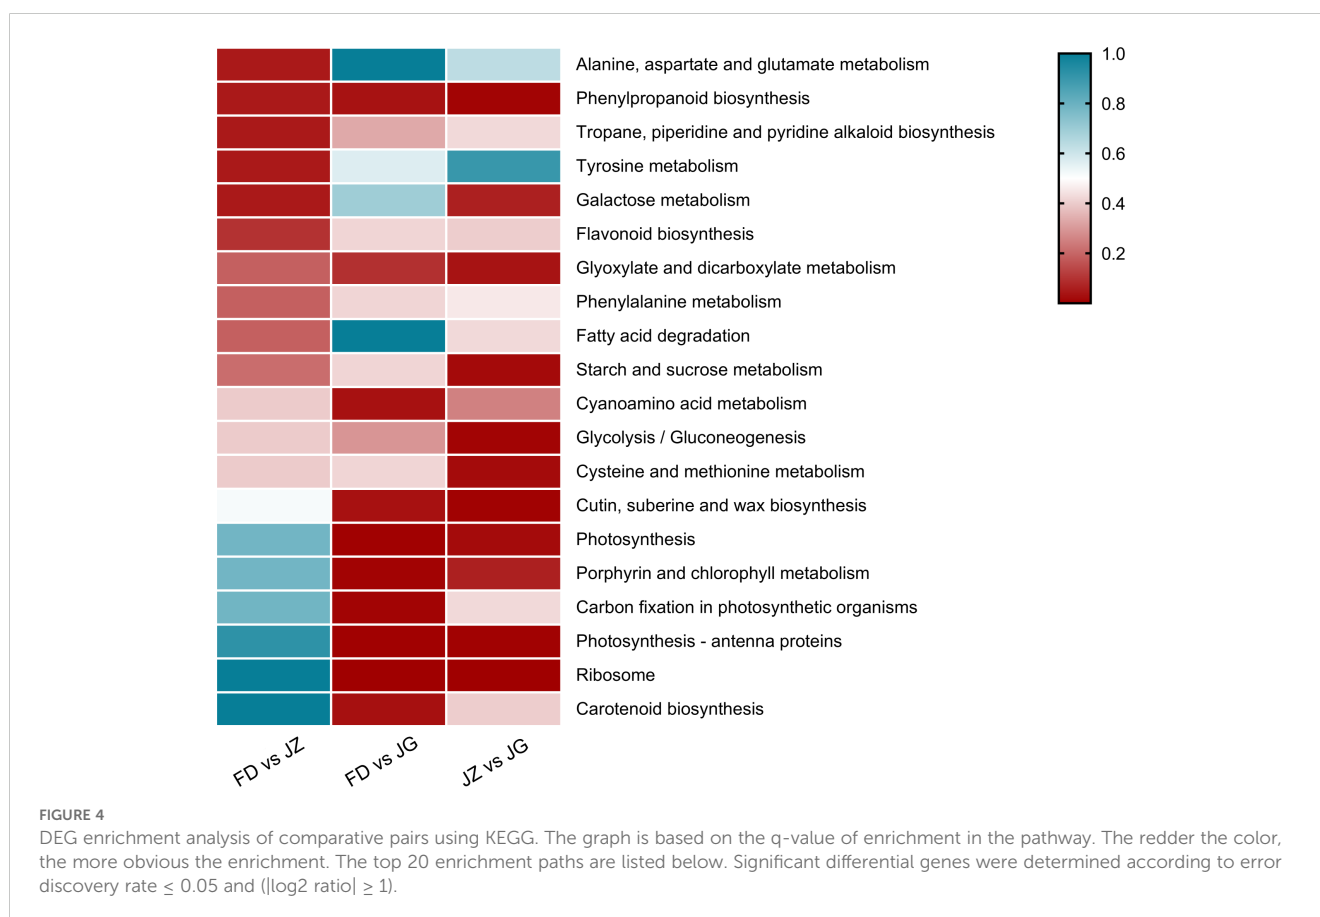 Alanine, aspartate and glutamate metabolism
Phenylpropanoid biosynthesis
Tropane, piperidine and pyridine alkaloid biosynthesis
Tyrosine metabolism
Galactose metabolism
Flavonoid biosynthesis
Glyoxylate and dicarboxylate metabolism
Phenylalanine metabolism
Fatty acid degradation
Starch and sucrose metabolism
Cyanoamino acid metabolism
Glycolysis / Gluconeogenesis
Cysteine and methionine metabolism
Cutin, suberine and wax biosynthesis
Photosynthesis
Porphyrin and chlorophyll metabolism
Carbon fixation in photosynthetic organisms
Photosynthesis - antenna proteins
Ribosome
Carotenoid biosynthesis
1.0
0.8
0.6
0.4
0.2
FD vs JZ
FD vs JG
JZ vs JG
FIGURE 4
DEG enrichment analysis of comparative pairs using KEGG. The graph is based on the q-value of enrichment in the pathway. The redder the color,
the more obvious the enrichment. The top 20 enrichment paths are listed below. Significant differential genes were determined according to error
discovery rate ≤ 0.05 and (|log2 ratio| ≥ 1).